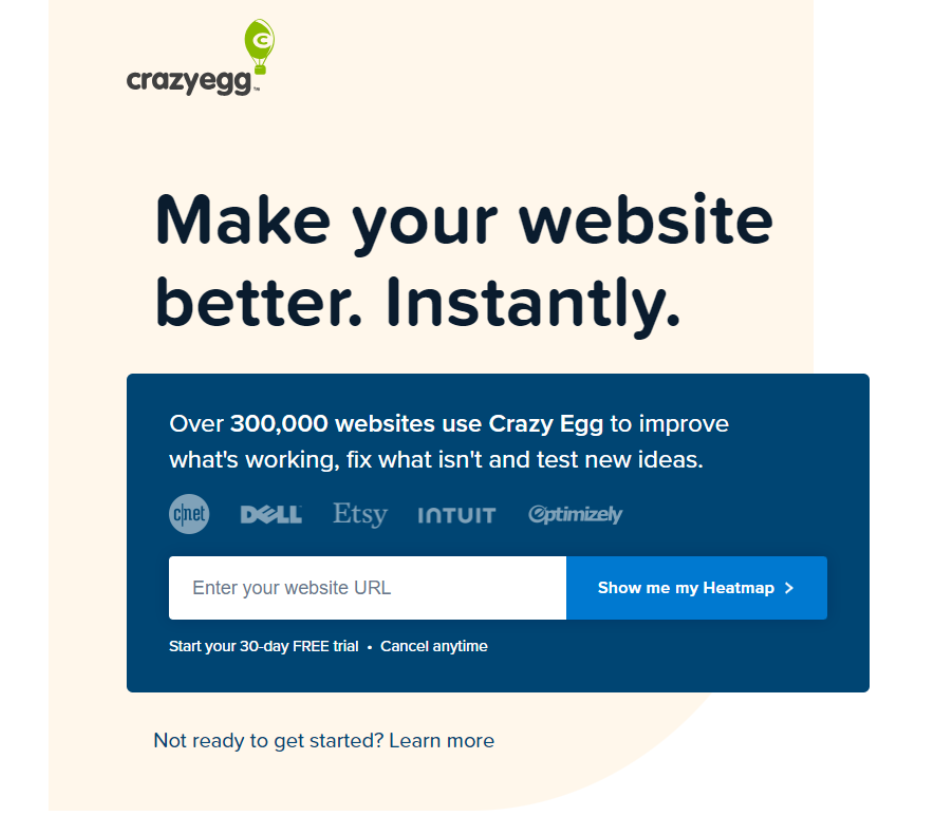 crazyegg™
Make your website
better. Instantly.
Over 300,000 websites use Crazy Egg to improve
what's working, fix what isn't and test new ideas.
c|net DELL Etsy INTUIT Optimizely
Enter your website URL Show me my Heatmap >
Start your 30-day FREE trial • Cancel anytime
Not ready to get started? Learn more